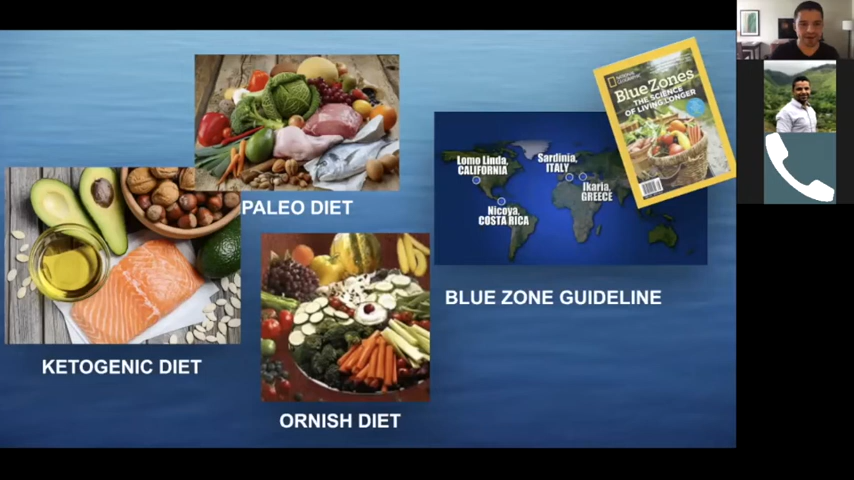 PALEO DIET
KETOGENIC DIET
ORNISH DIET
Lomo Linda,
CALIFORNIA
Sardinia,
ITALY
Ikaria,
GREECE
Nicoya,
COSTA RICA
NATIONAL GEOGRAPHIC
Blue Zones
THE SCIENCE
OF LIVING LONGER
BLUE ZONE GUIDELINE